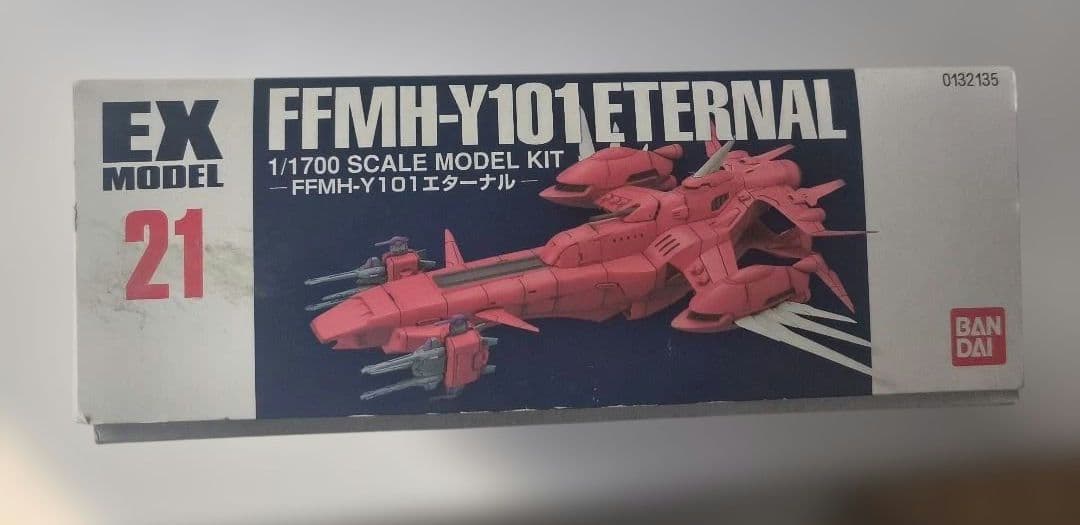 EX
MODEL
21
FFMH-Y101 ETERNAL
1/1700 SCALE MODEL KIT
—FFMH-Y101エターナル—
0132135
BAN
DAI